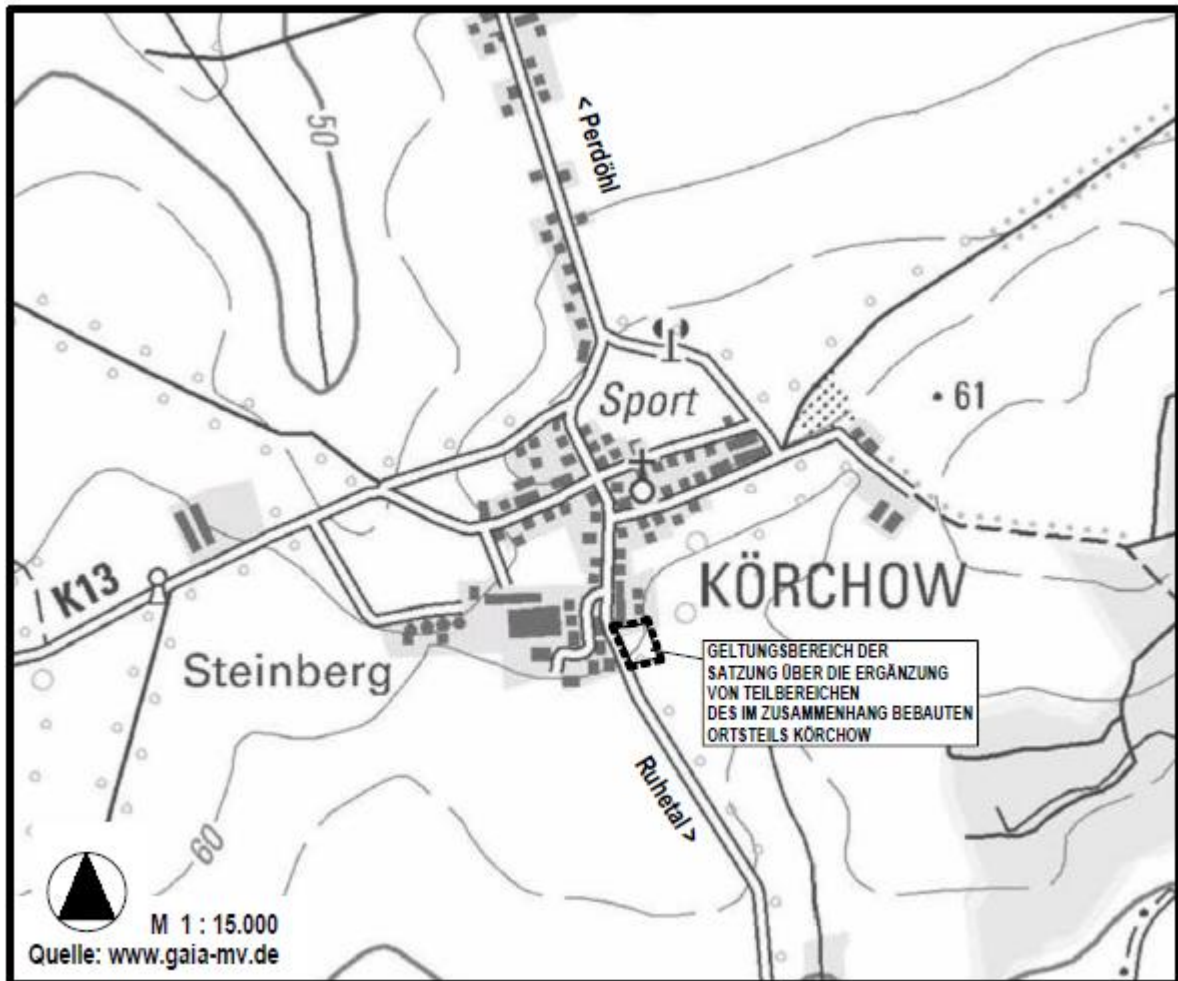 50
< Perdöhl
Sport
61
K13
KÖRCHOW
Steinberg
GELTUNGSBEREICH DER
SATZUNG ÜBER DIE ERGÄNZUNG
VON TEILBEREICHEN
DES IM ZUSAMMENHANG BEBAUTEN
ORTSTEILS KÖRCHOW
Ruhetal >
60
M 1 : 15.000
Quelle: www.gaia-mv.de